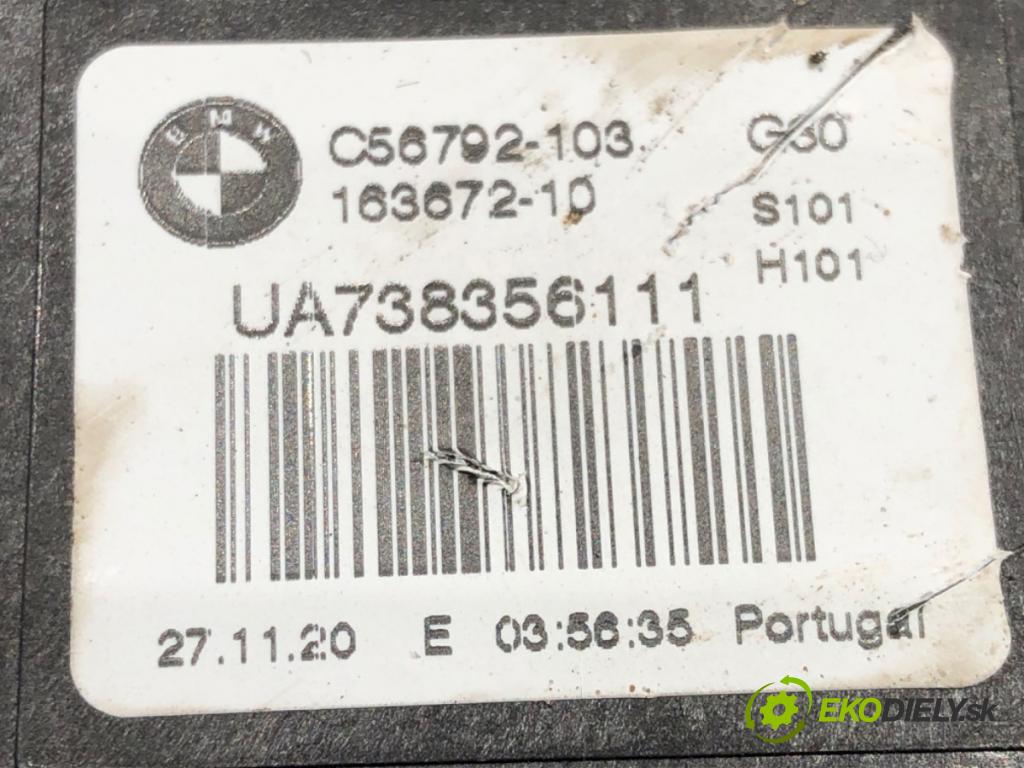 BMW
C56792-103 G30
163672-10 S101
H101
UA738356111
27.11.20 E 03:56:35 Portugal
EKODIELY.sk